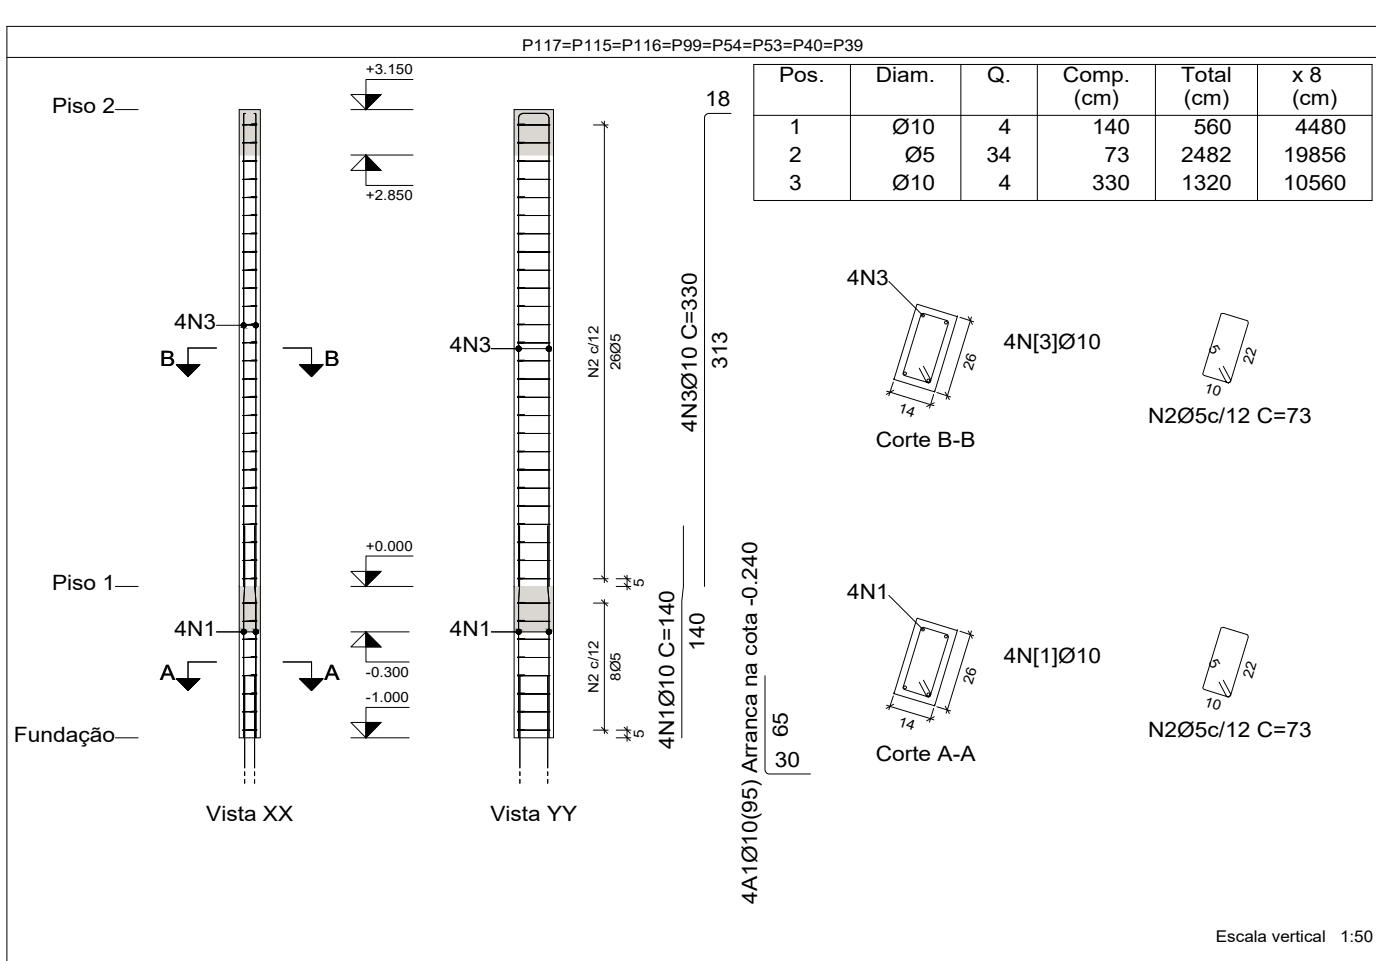 P117=P115=P116=P99=P54=P53=P40=P39
Pos. Diam. Q. Comp. (cm) Total (cm) x 8 (cm)
1 Ø10 4 140 560 4480
2 Ø5 34 73 2482 19856
3 Ø10 4 330 1320 10560
Piso 2
+3.150
+2.850
4N3
B B
Piso 1
+0.000
4N1
-0.300
A A
-1.000
Fundação
Vista XX
4N3
4N1
Vista YY
N2 c/12
26Ø5
5
N2 c/12
8Ø5
5
18
4N3Ø10 C=330
313
4N1Ø10 C=140
140
4A1Ø10(95) Arranca na cota -0.240
65
30
4N3
26
14
4N[3]Ø10
Corte B-B
5
22
10
N2Ø5c/12 C=73
4N1
26
14
4N[1]Ø10
Corte A-A
5
22
10
N2Ø5c/12 C=73
Escala vertical 1:50